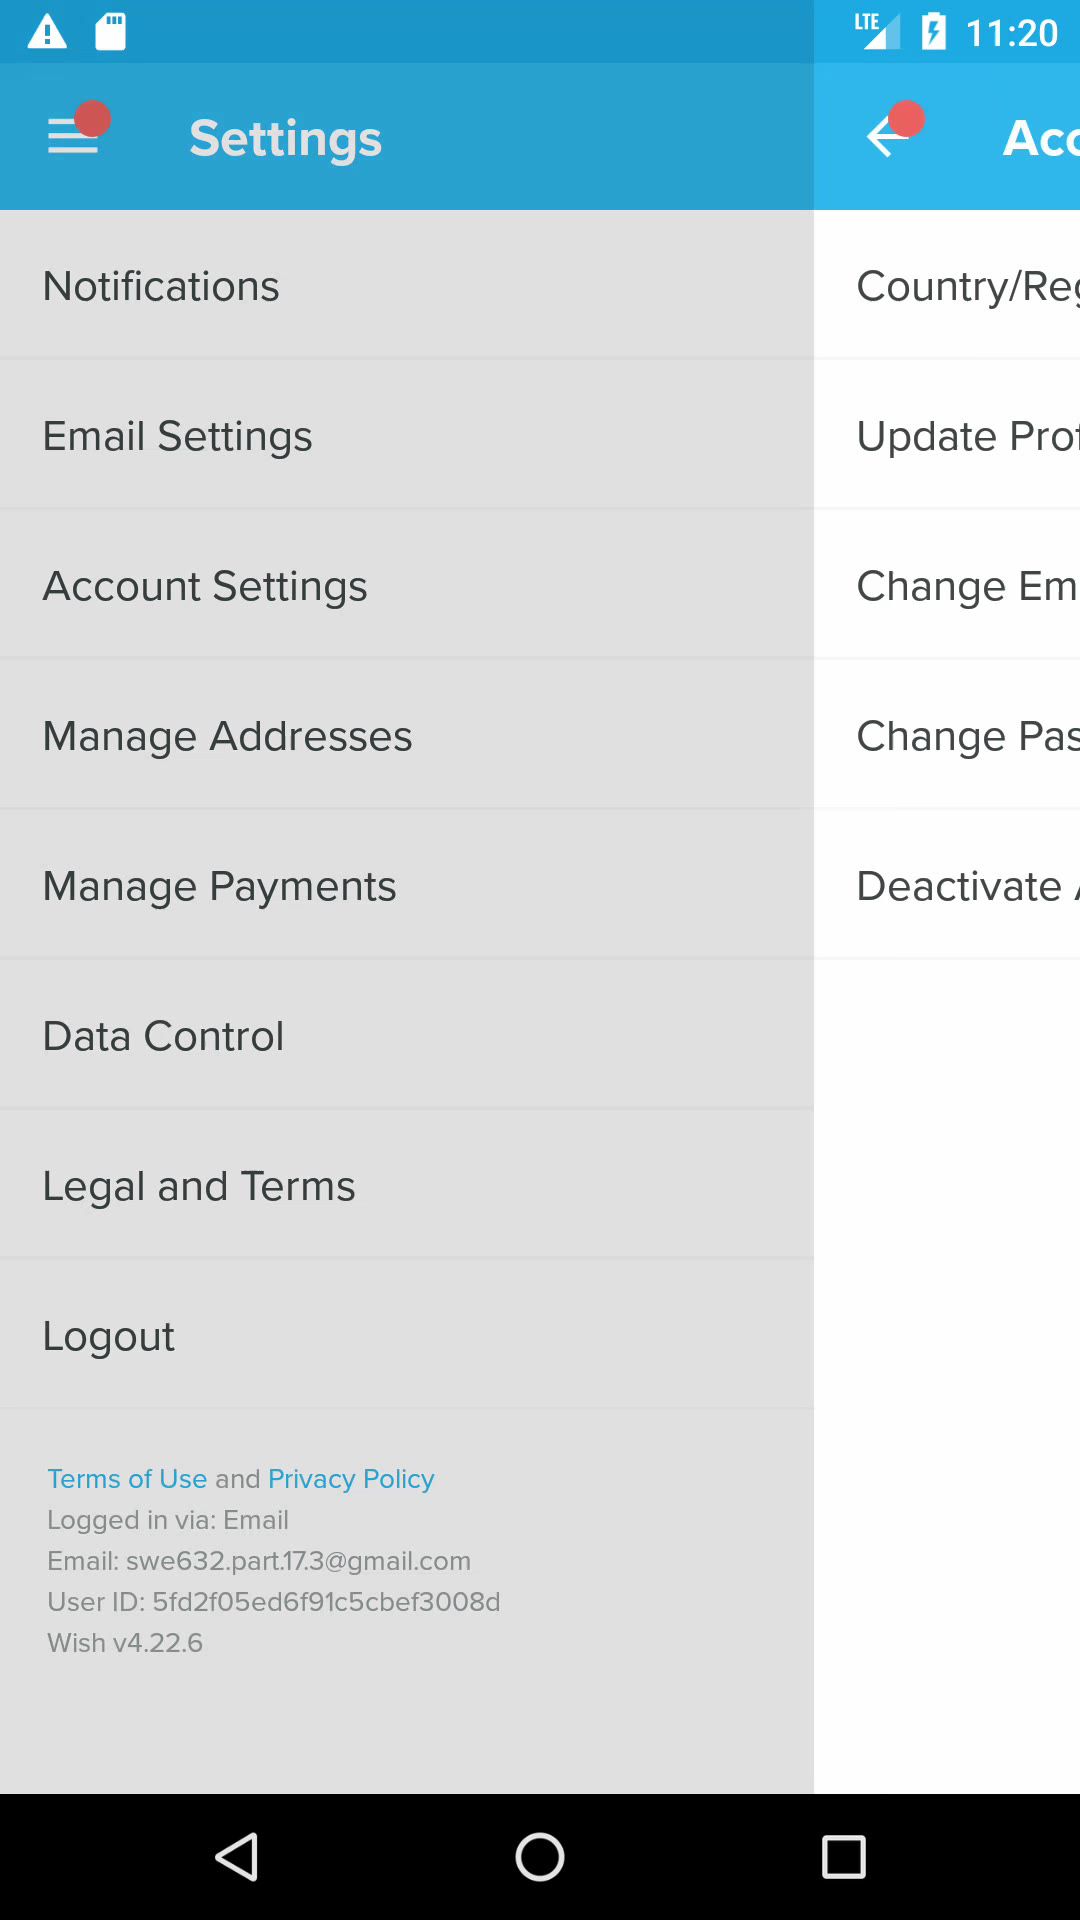 LTE 11:20
Settings
Notifications
Email Settings
Account Settings
Manage Addresses
Manage Payments
Data Control
Legal and Terms
Logout
Terms of Use and Privacy Policy
Logged in via: Email
Email: swe632.part.17.3@gmail.com
User ID: 5fd2f05ed6f91c5cbef3008d
Wish v4.22.6
Acc
Country/Reg
Update Prof
Change Em
Change Pas
Deactivate A